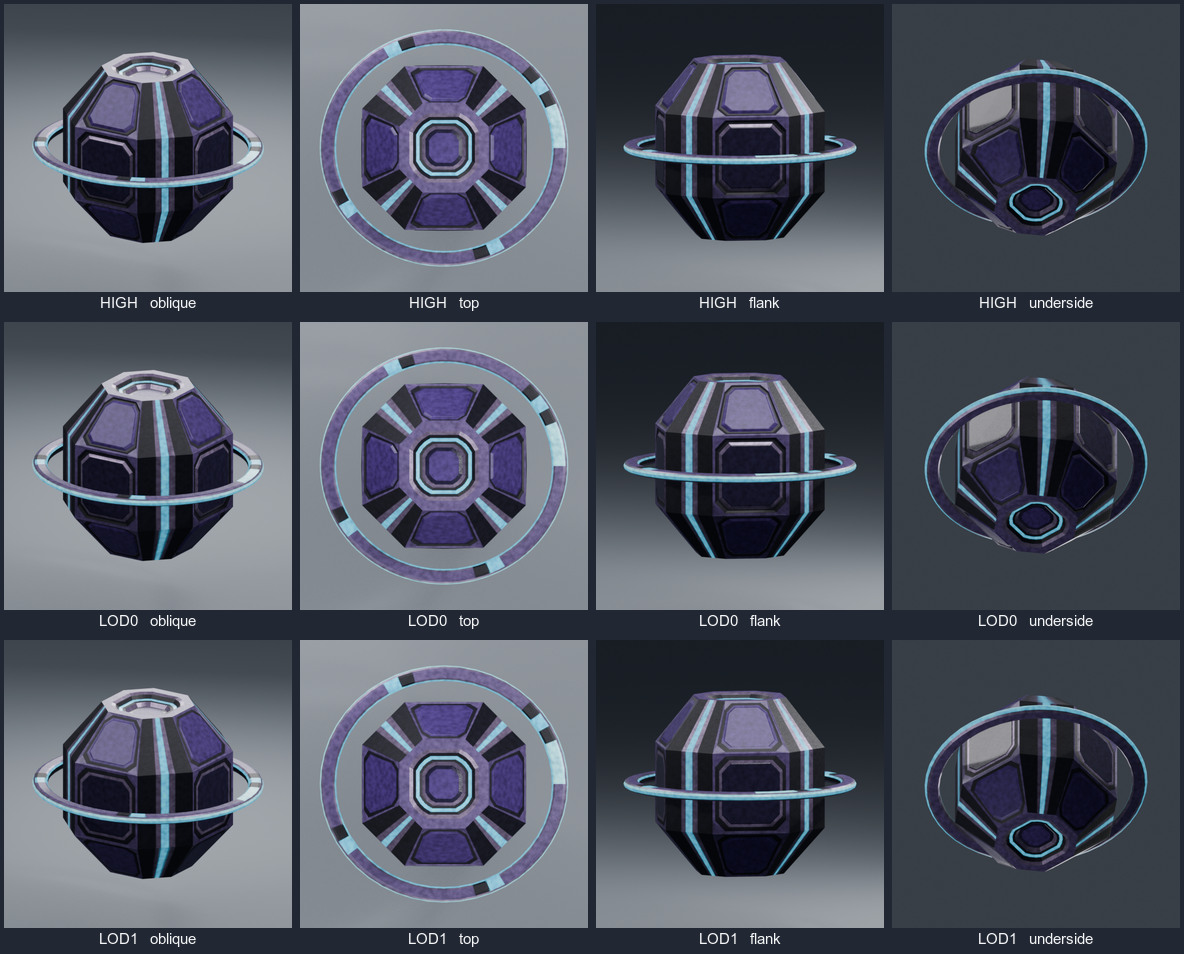 HIGH oblique
HIGH top
HIGH flank
HIGH underside
LOD0 oblique
LOD0 top
LOD0 flank
LOD0 underside
LOD1 oblique
LOD1 top
LOD1 flank
LOD1 underside